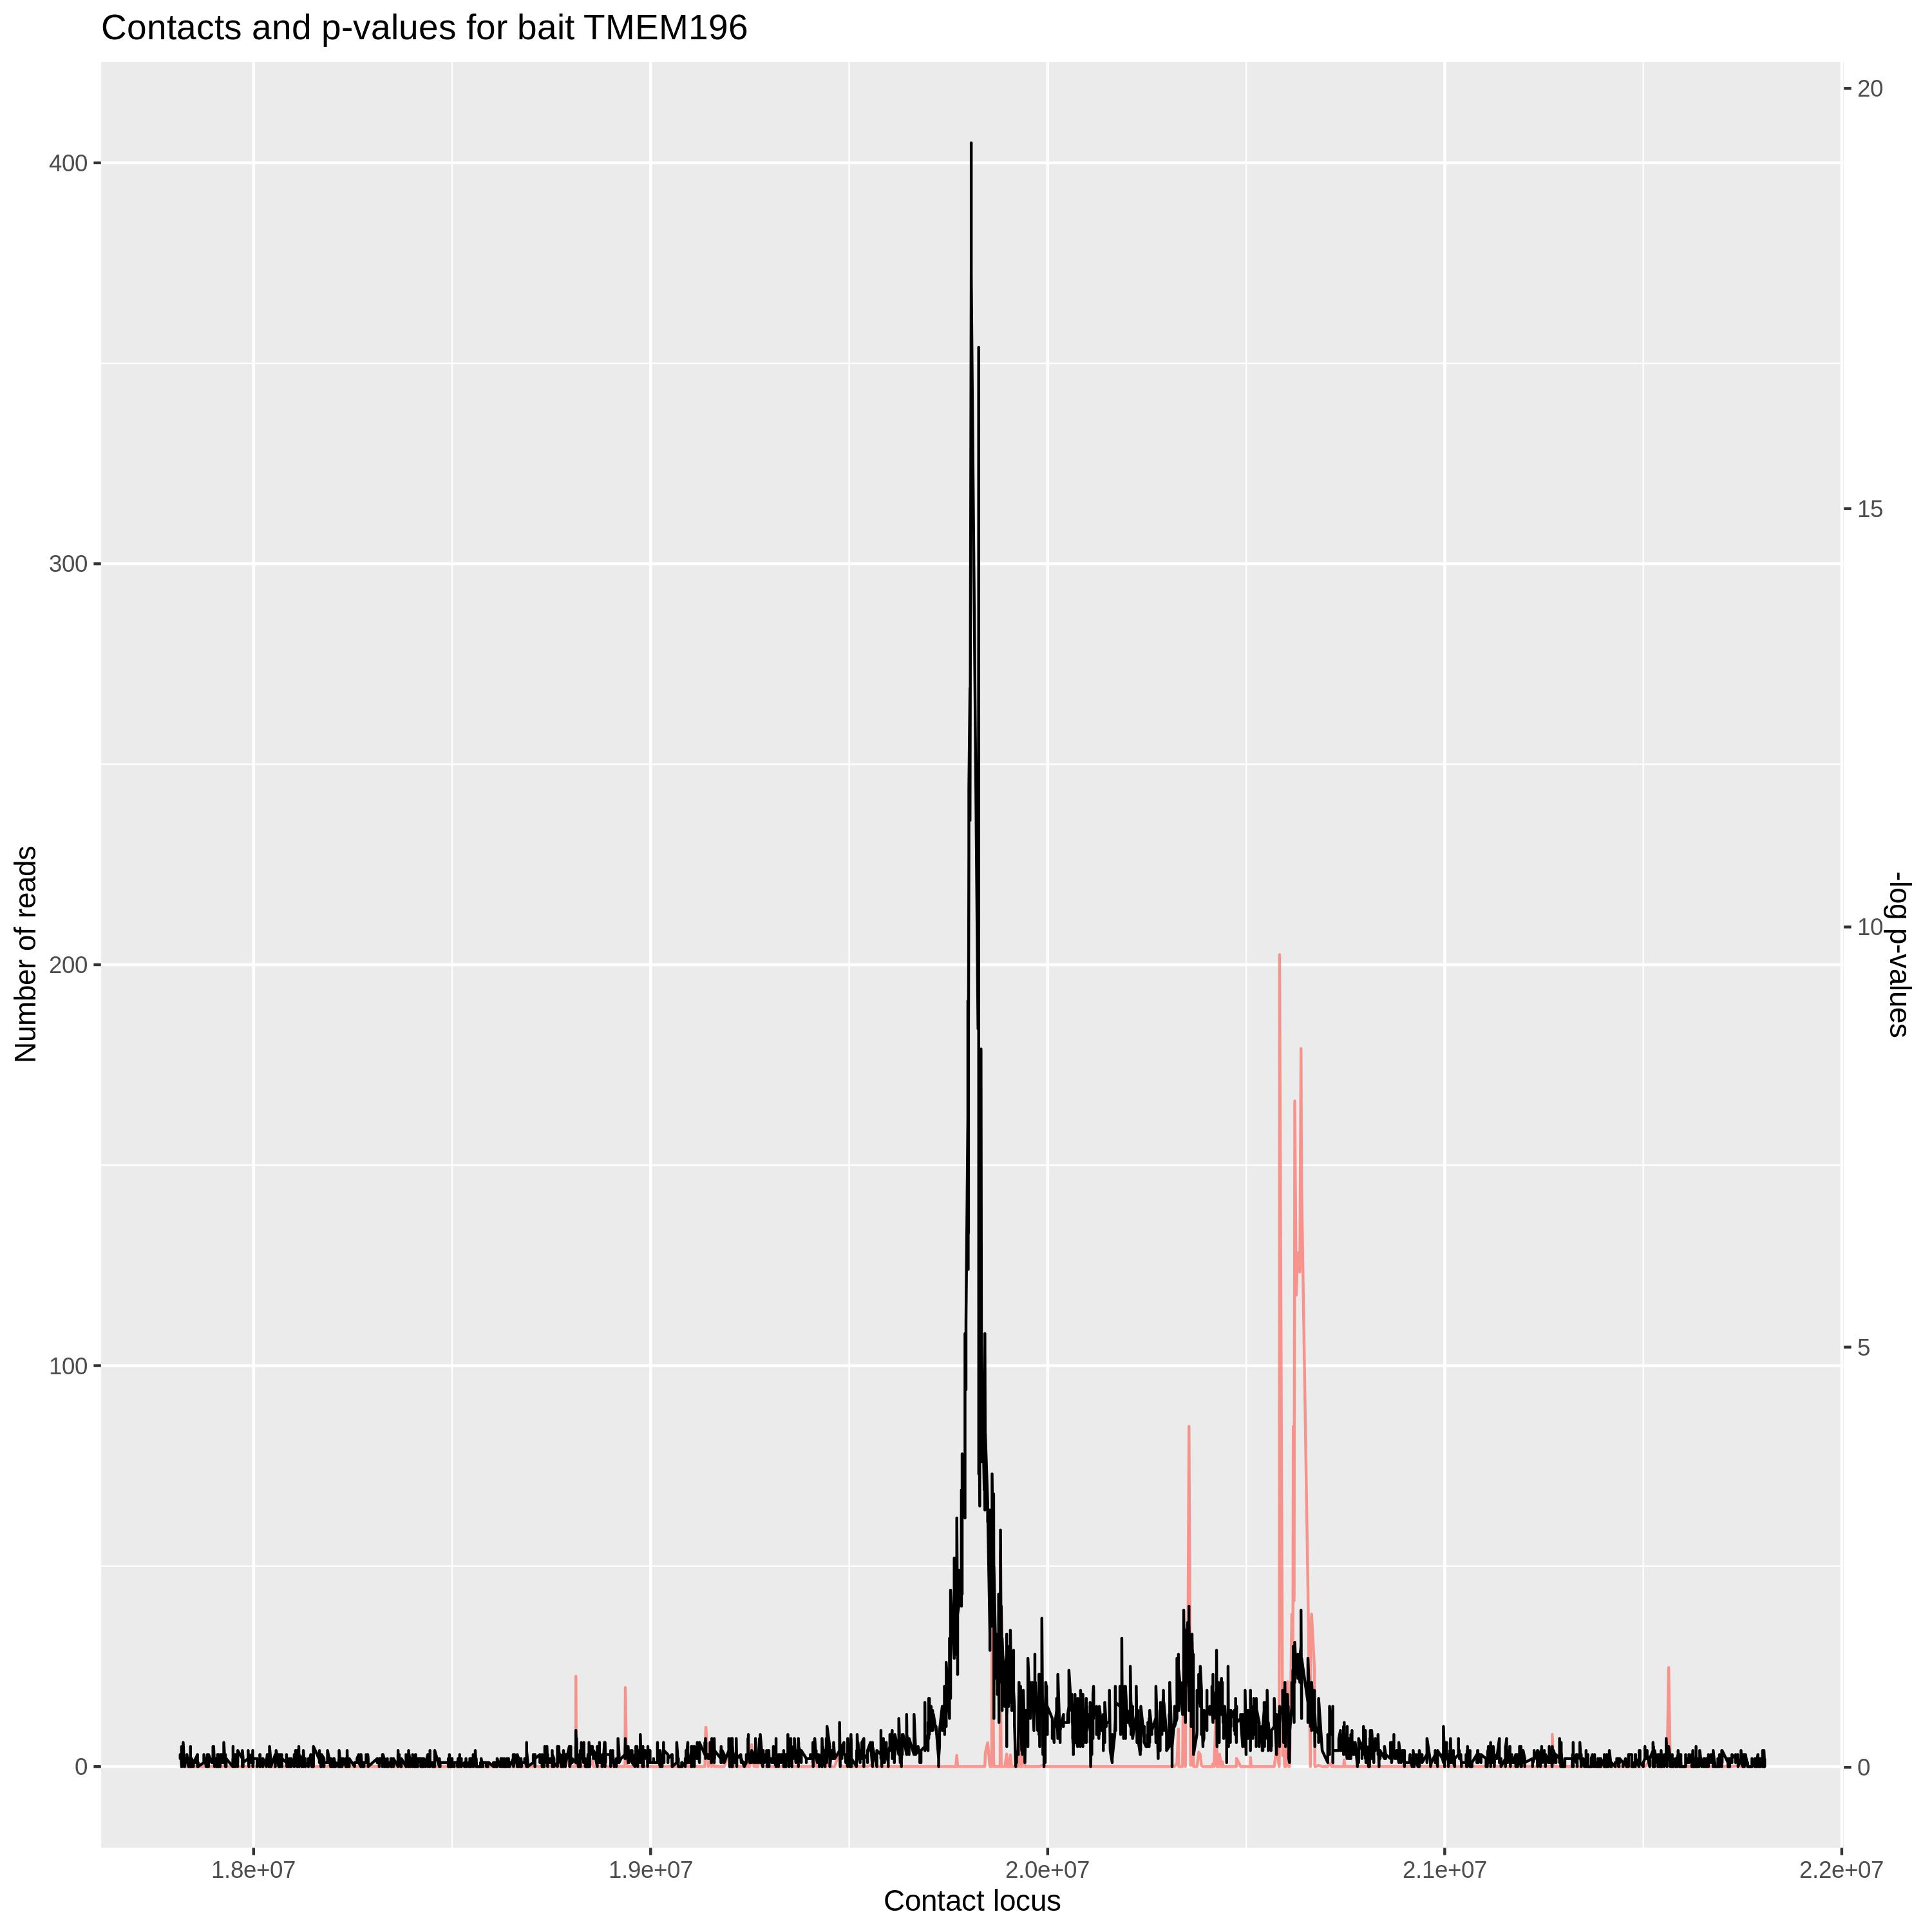 Contacts and p-values for bait TMEM196
400
300
200
100
0
Number of reads
20
15
10
5
0
-log p-values
1.8e+07 1.9e+07 2.0e+07 2.1e+07 2.2e+07
Contact locus